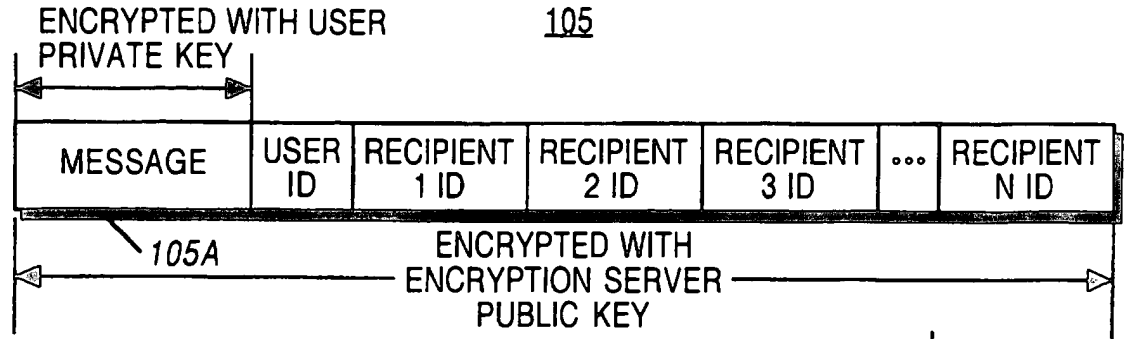 ENCRYPTED WITH USER
PRIVATE KEY
105
MESSAGE
USER
ID
RECIPIENT
1 ID
RECIPIENT
2 ID
RECIPIENT
3 ID
ooo
RECIPIENT
N ID
105A
ENCRYPTED WITH
ENCRYPTION SERVER
PUBLIC KEY